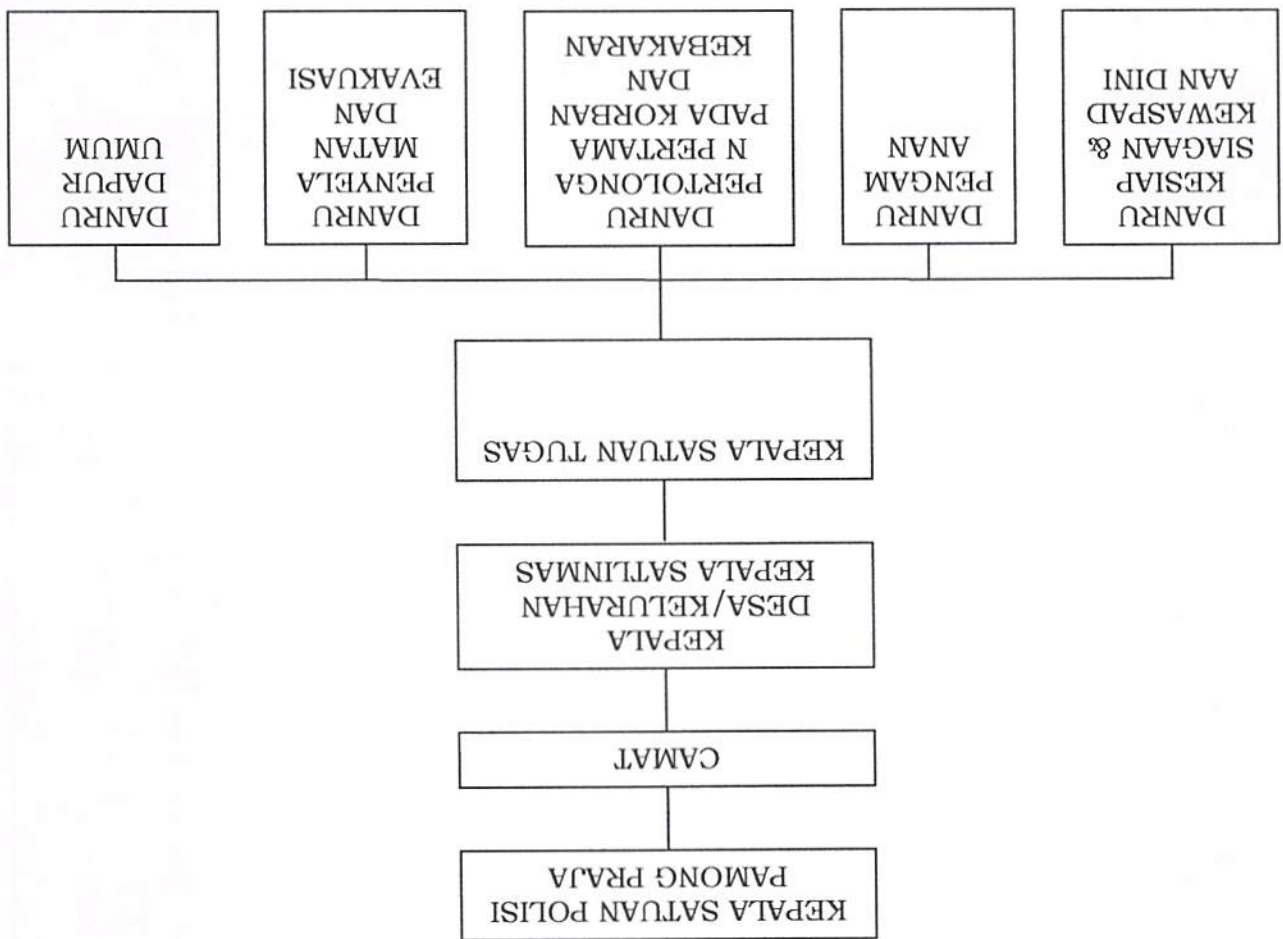 KEPALA SATUAN POLISI
PAMONG PRAJA
CAMAT
KEPALA
DESA/KELURAHAN
KEPALA SATLINMAS
KEPALA SATUAN TUGAS
DANRU
KESIAP
SIAGAAN &
KEWASPAD
AAN DINI
DANRU
PENGAM
ANAN
DANRU
PERTOLONGA
N PERTAMA
PADA KORBAN
DAN
KEBAKARAN
DANRU
PENYELA
MATAN
DAN
EVAKUASI
DANRU
DAPUR
UMUM